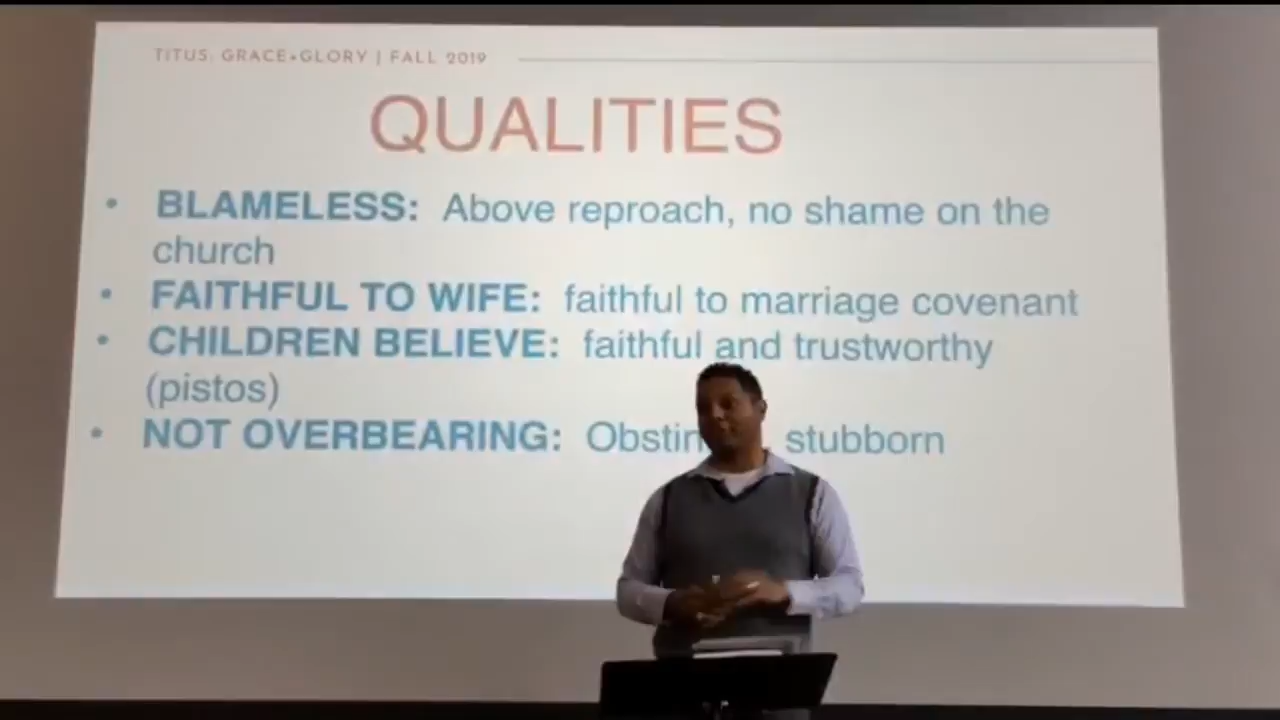 TITUS: GRACE+GLORY | FALL 2019
QUALITIES
• BLAMELESS: Above reproach, no shame on the
church
• FAITHFUL TO WIFE: faithful to marriage covenant
• CHILDREN BELIEVE: faithful and trustworthy
(pistos)
• NOT OVERBEARING: stubborn